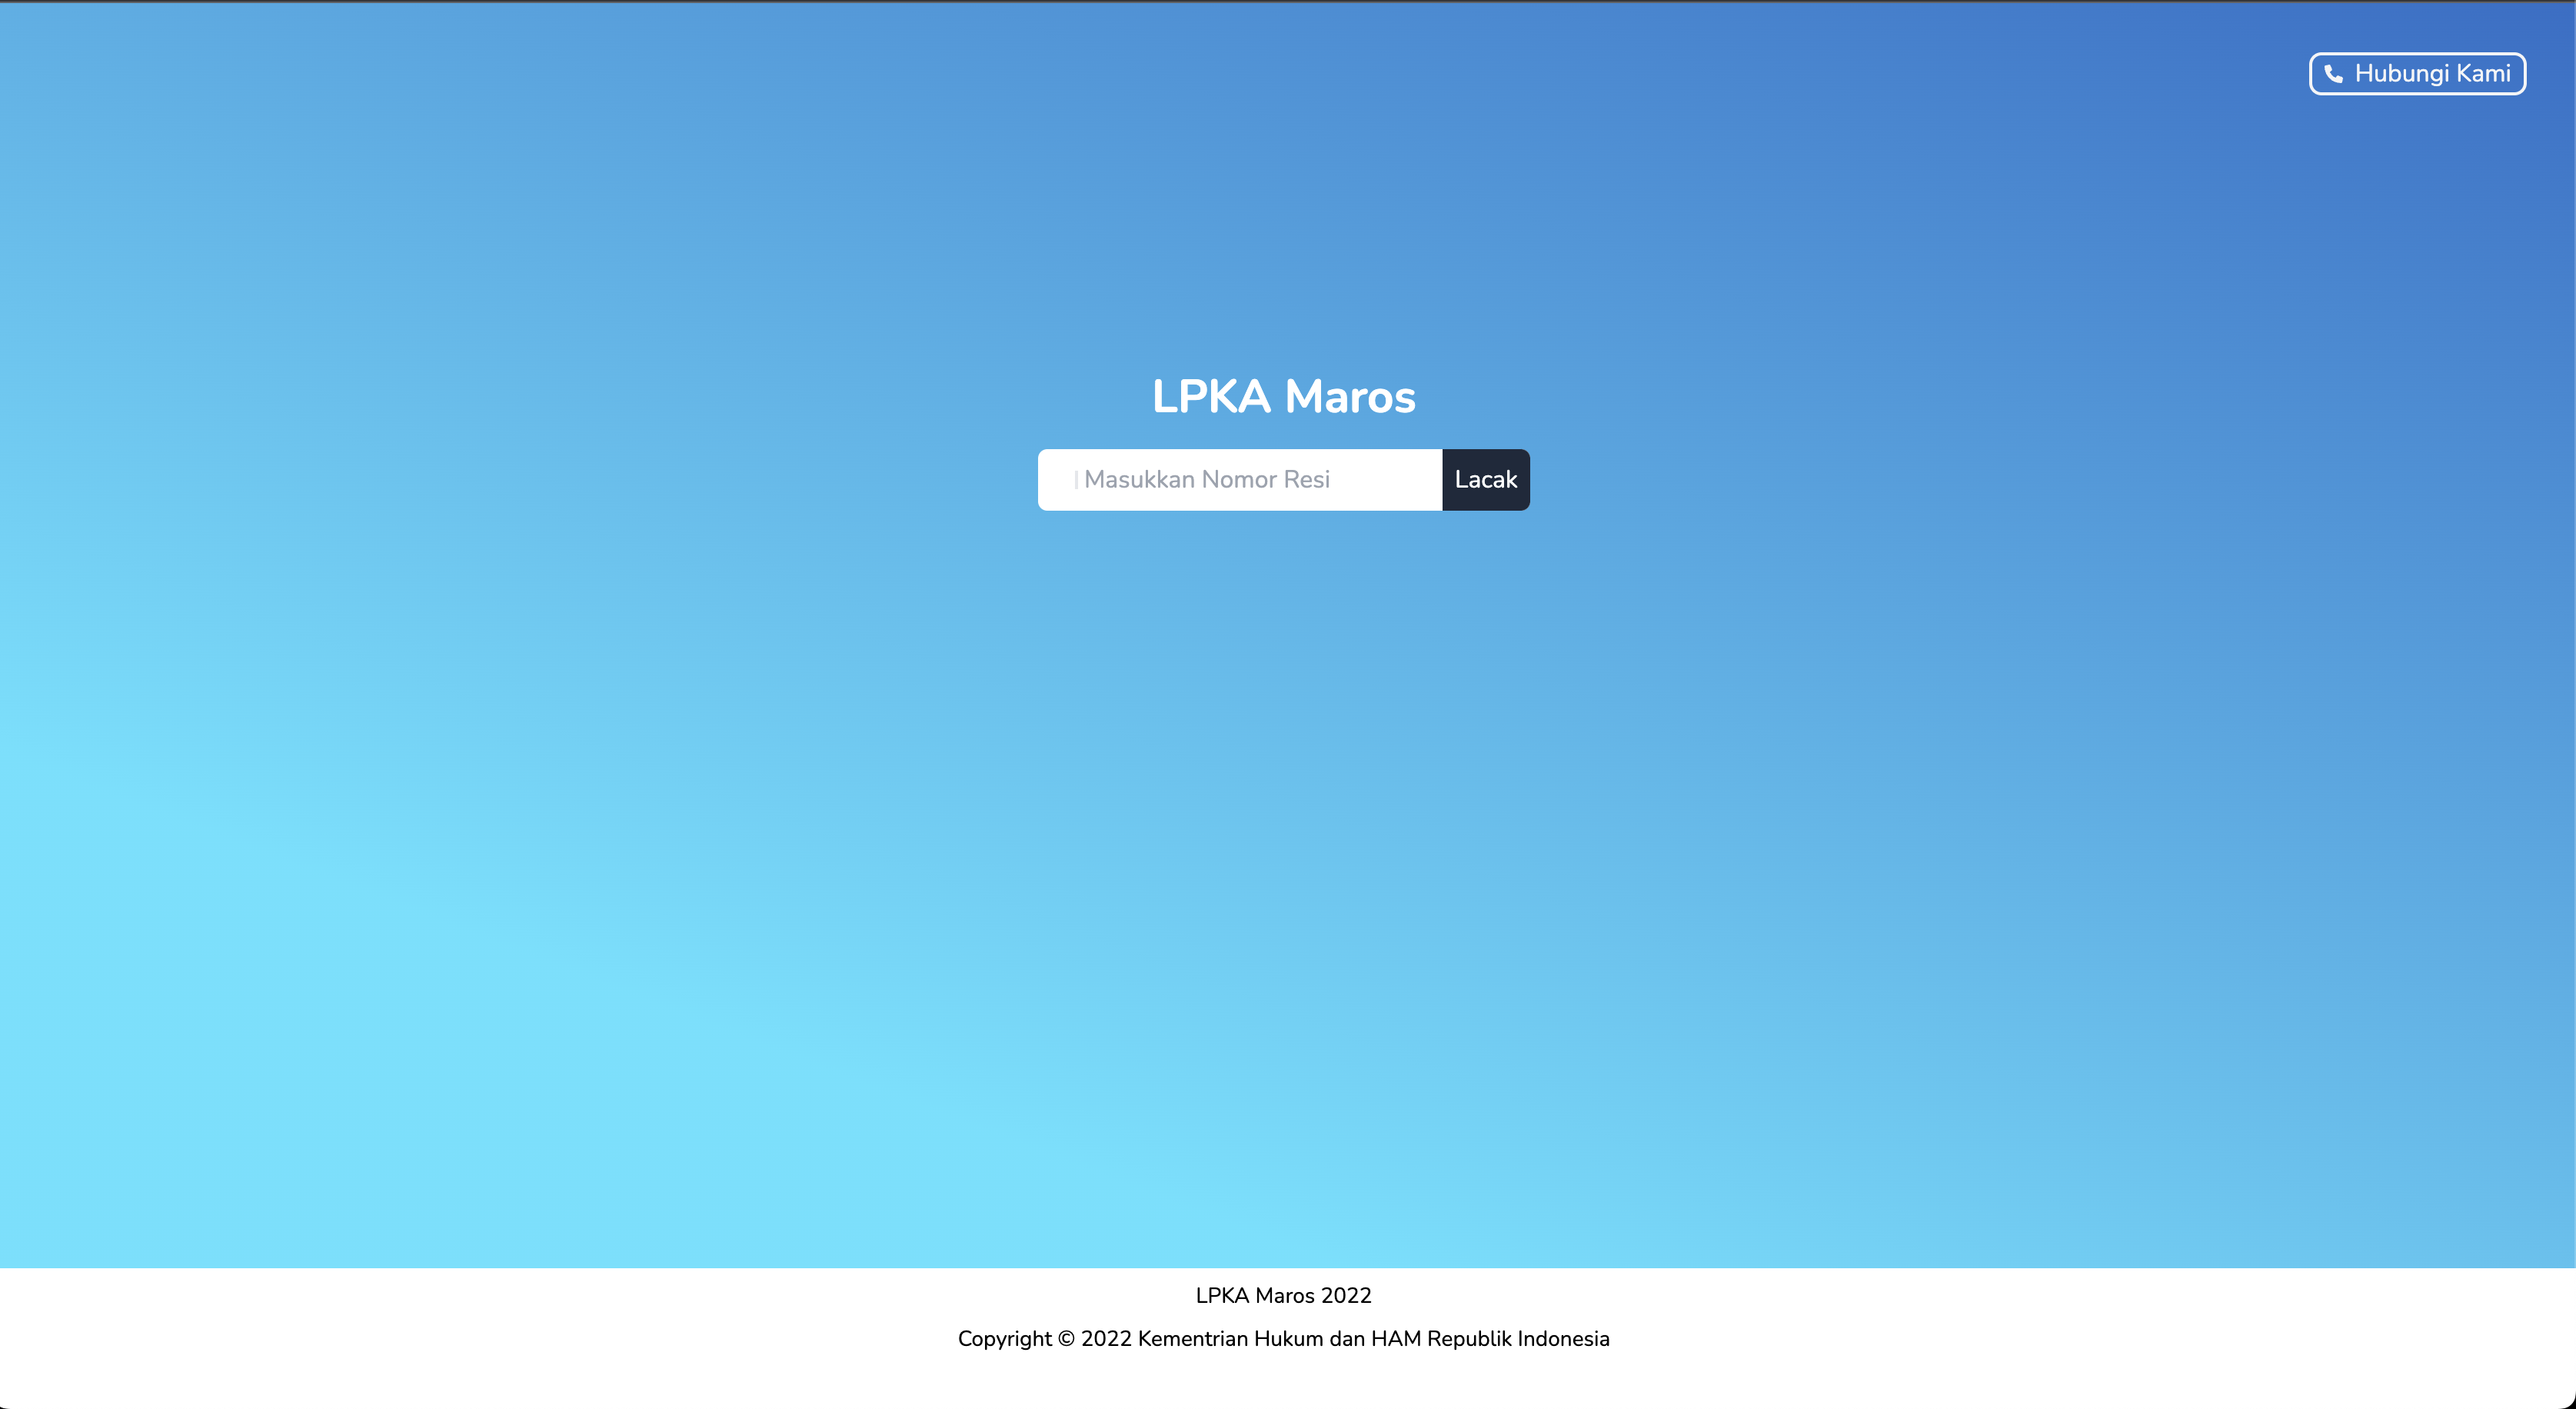 Hubungi Kami
LPKA Maros
Masukkan Nomor Resi
Lacak
LPKA Maros 2022
Copyright © 2022 Kementrian Hukum dan HAM Republik Indonesia